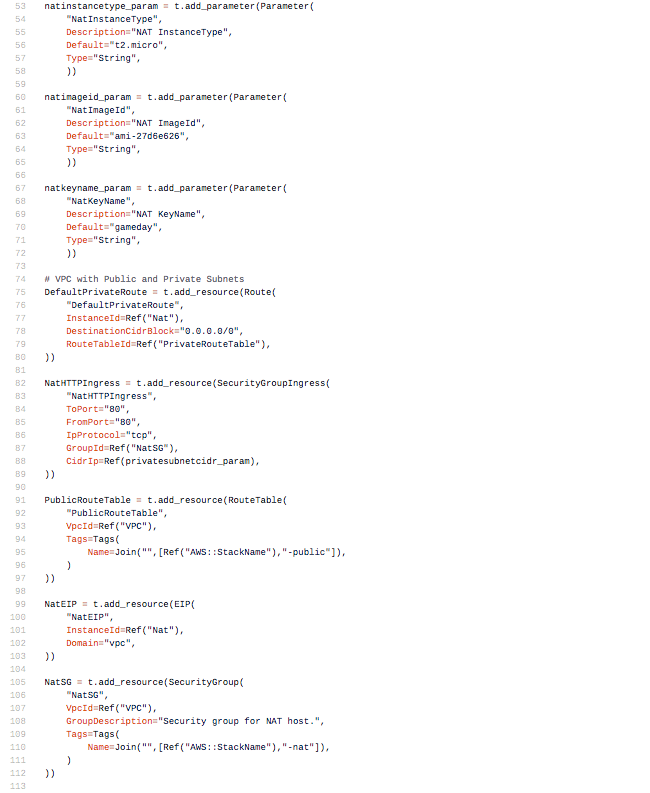 53 natinstancetype_param = t.add_parameter(Parameter(
54     "NatInstanceType",
55     Description="NAT InstanceType",
56     Default="t2.micro",
57     Type="String",
58     ))
59
60 natimageid_param = t.add_parameter(Parameter(
61     "NatImageId",
62     Description="NAT ImageId",
63     Default="ami-27d6e626",
64     Type="String",
65     ))
66
67 natkeyname_param = t.add_parameter(Parameter(
68     "NatKeyName",
69     Description="NAT KeyName",
70     Default="gameday",
71     Type="String",
72     ))
73
74 # VPC with Public and Private Subnets
75 DefaultPrivateRoute = t.add_resource(Route(
76     "DefaultPrivateRoute",
77     InstanceId=Ref("Nat"),
78     DestinationCidrBlock="0.0.0.0/0",
79     RouteTableId=Ref("PrivateRouteTable"),
80 ))
81
82 NatHTTPIngress = t.add_resource(SecurityGroupIngress(
83     "NatHTTPIngress",
84     ToPort="80",
85     FromPort="80",
86     IpProtocol="tcp",
87     GroupId=Ref("NatSG"),
88     CidrIp=Ref(privatesubnetcidr_param),
89 ))
90
91 PublicRouteTable = t.add_resource(RouteTable(
92     "PublicRouteTable",
93     VpcId=Ref("VPC"),
94     Tags=Tags(
95         Name=Join("",[Ref("AWS::StackName"),"-public"]),
96     )
97 ))
98
99 NatEIP = t.add_resource(EIP(
100     "NatEIP",
101     InstanceId=Ref("Nat"),
102     Domain="vpc",
103 ))
104
105 NatSG = t.add_resource(SecurityGroup(
106     "NatSG",
107     VpcId=Ref("VPC"),
108     GroupDescription="Security group for NAT host.",
109     Tags=Tags(
110         Name=Join("",[Ref("AWS::StackName"),"-nat"]),
111     )
112 ))
113